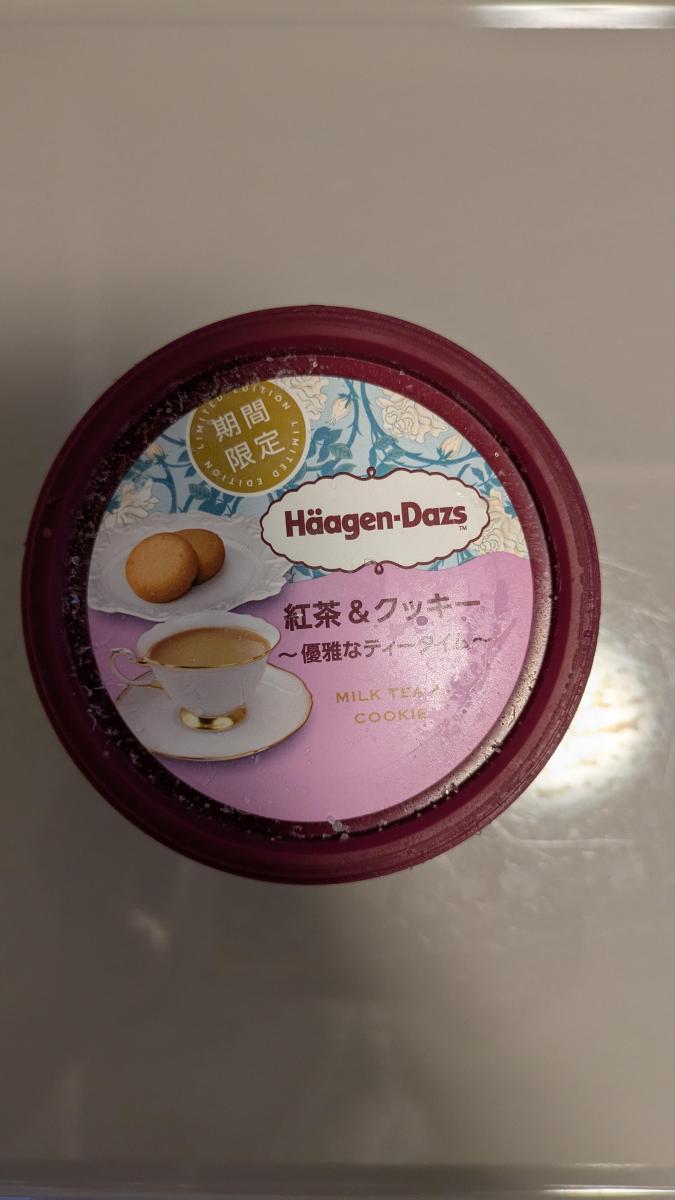 LIMITED EDITION LIMITED EDITION
期間
限定
Häagen-Dazs
TM
紅茶&クッキー
～優雅なティータイム～
MILK TEA &
COOKIE